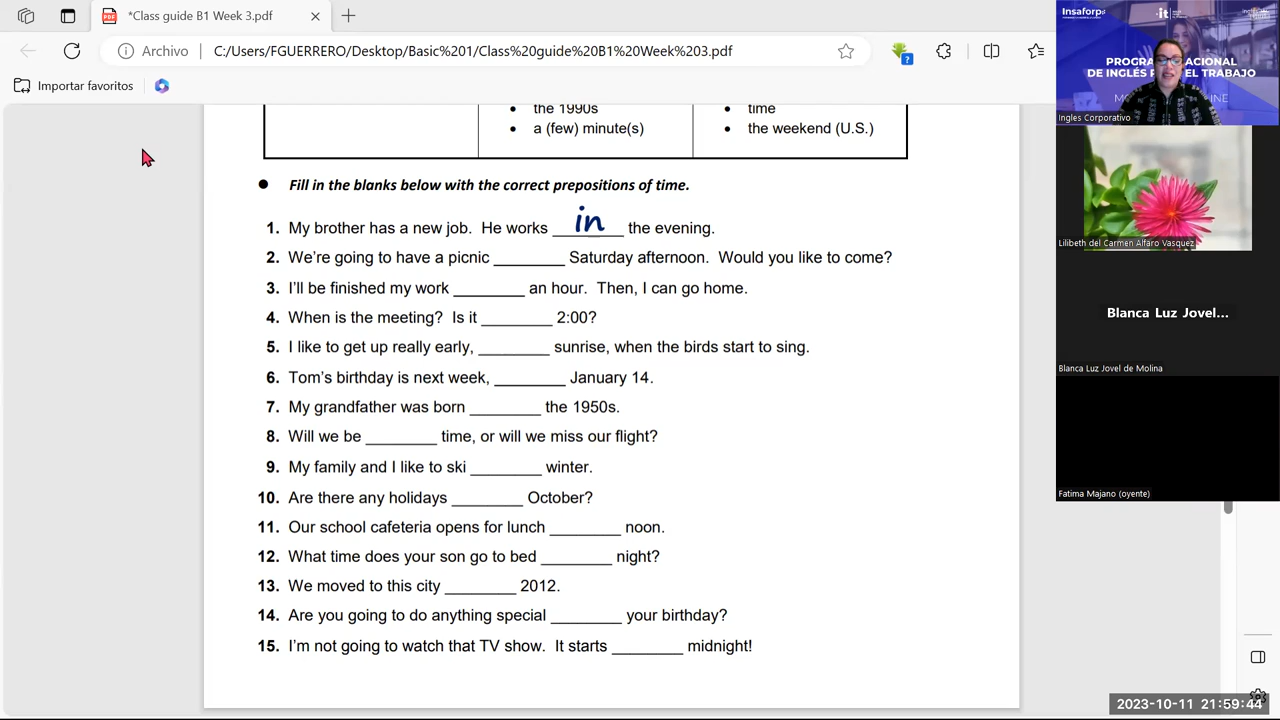 *Class guide B1 Week 3.pdf
Archivo
C:/Users/FGUERRERO/Desktop/Basic%201/Class%20guide%20B1%20Week%203.pdf
Importar favoritos
• the 1990s
• a (few) minute(s)
• time
• the weekend (U.S.)
● Fill in the blanks below with the correct prepositions of time.
1. My brother has a new job. He works ___in___ the evening.
2. We're going to have a picnic ________ Saturday afternoon. Would you like to come?
3. I'll be finished my work ________ an hour. Then, I can go home.
4. When is the meeting? Is it ________ 2:00?
5. I like to get up really early, ________ sunrise, when the birds start to sing.
6. Tom's birthday is next week, ________ January 14.
7. My grandfather was born ________ the 1950s.
8. Will we be ________ time, or will we miss our flight?
9. My family and I like to ski ________ winter.
10. Are there any holidays ________ October?
11. Our school cafeteria opens for lunch ________ noon.
12. What time does your son go to bed ________ night?
13. We moved to this city ________ 2012.
14. Are you going to do anything special ________ your birthday?
15. I'm not going to watch that TV show. It starts ________ midnight!
Insaforp
it
PROGRA ACIONAL
DE INGLÉS P EL TRABAJO
Ingles Corporativo
Lilibeth del Carmen Alfaro Vasquez
Blanca Luz Jovel...
Blanca Luz Jovel de Molina
Fatima Majano (oyente)
2023-10-11 21:59:44